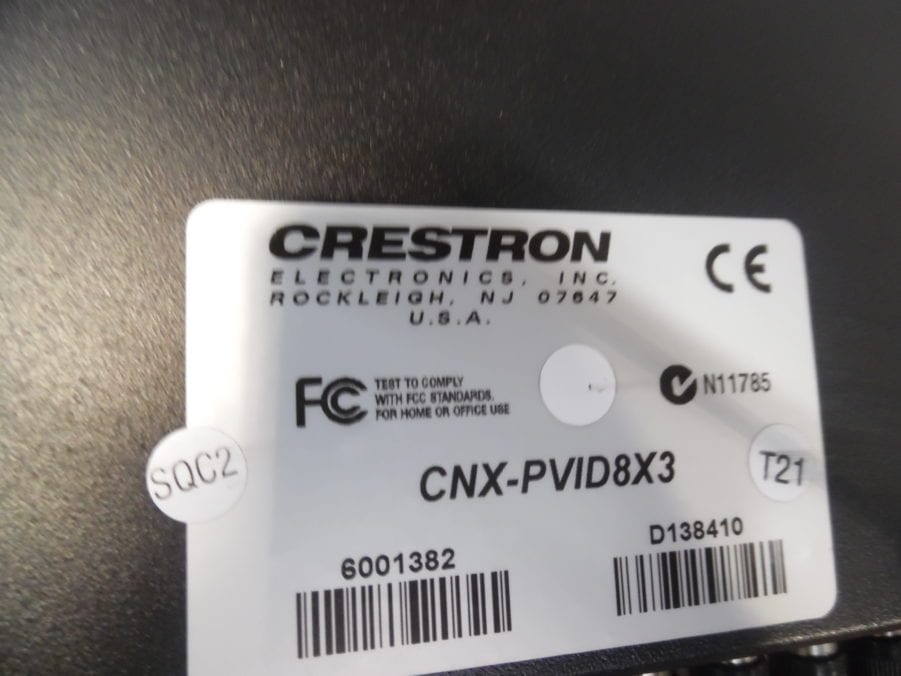 CRESTRON
ELECTRONICS, INC.
ROCKLEIGH, NJ 07647
U.S.A.
CE
FC TEST TO COMPLY
WITH FCC STANDARDS.
FOR HOME OR OFFICE USE
N11785
SQC2
CNX-PVID8X3
T21
6001382
D138410